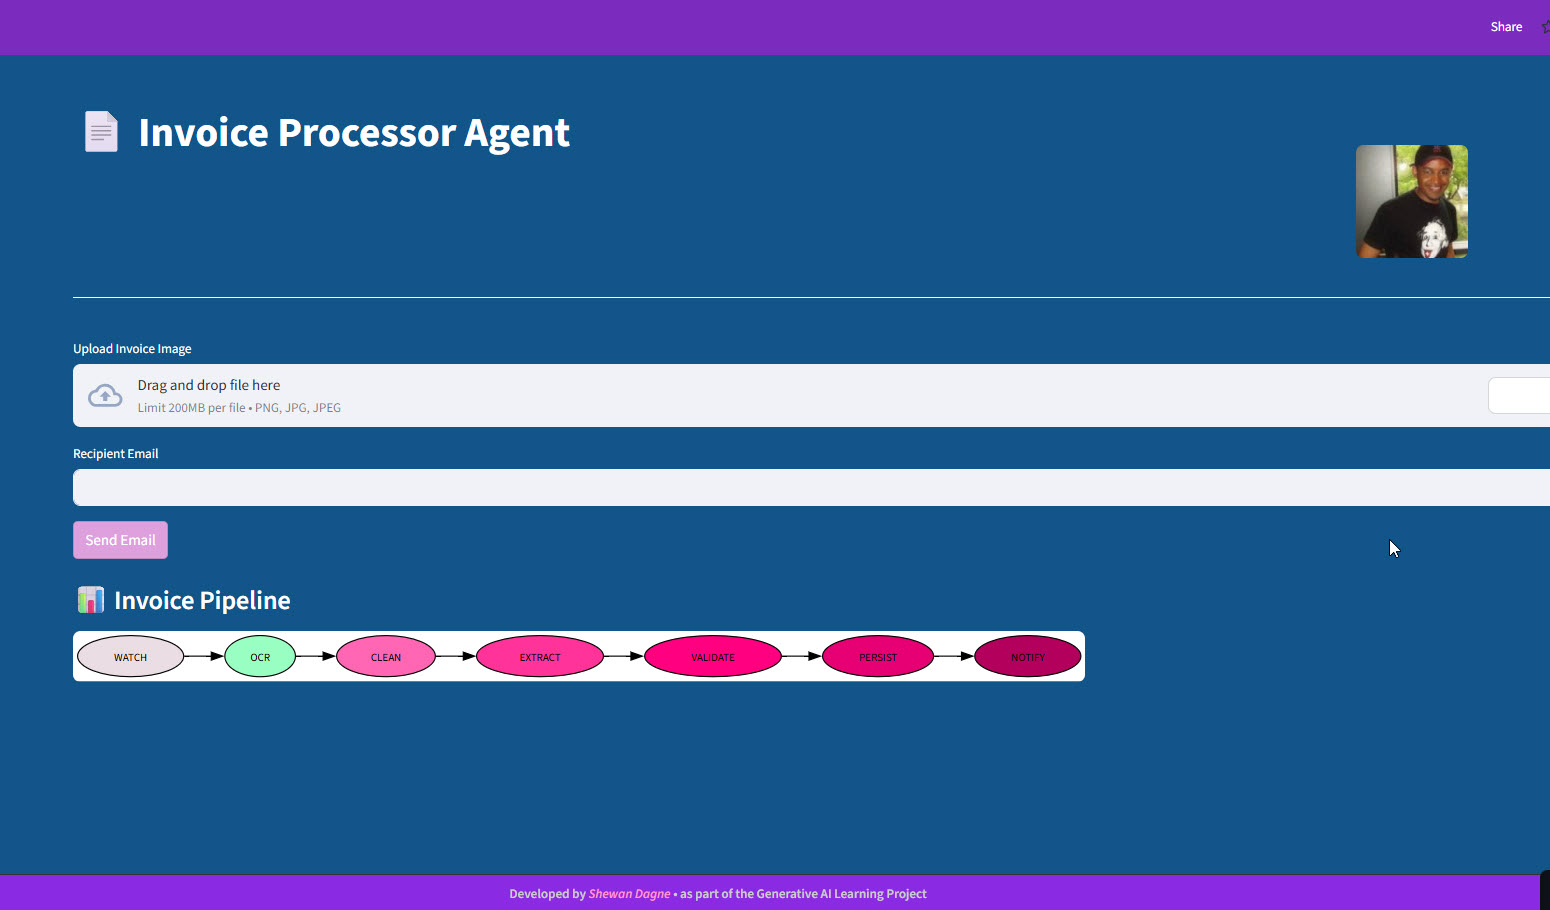 Share
Invoice Processor Agent
Upload Invoice Image
Drag and drop file here
Limit 200MB per file • PNG, JPG, JPEG
Recipient Email
Send Email
Invoice Pipeline
WATCH OCR CLEAN EXTRACT VALIDATE PERSIST NOTIFY
Developed by Shewan Dagne • as part of the Generative AI Learning Project